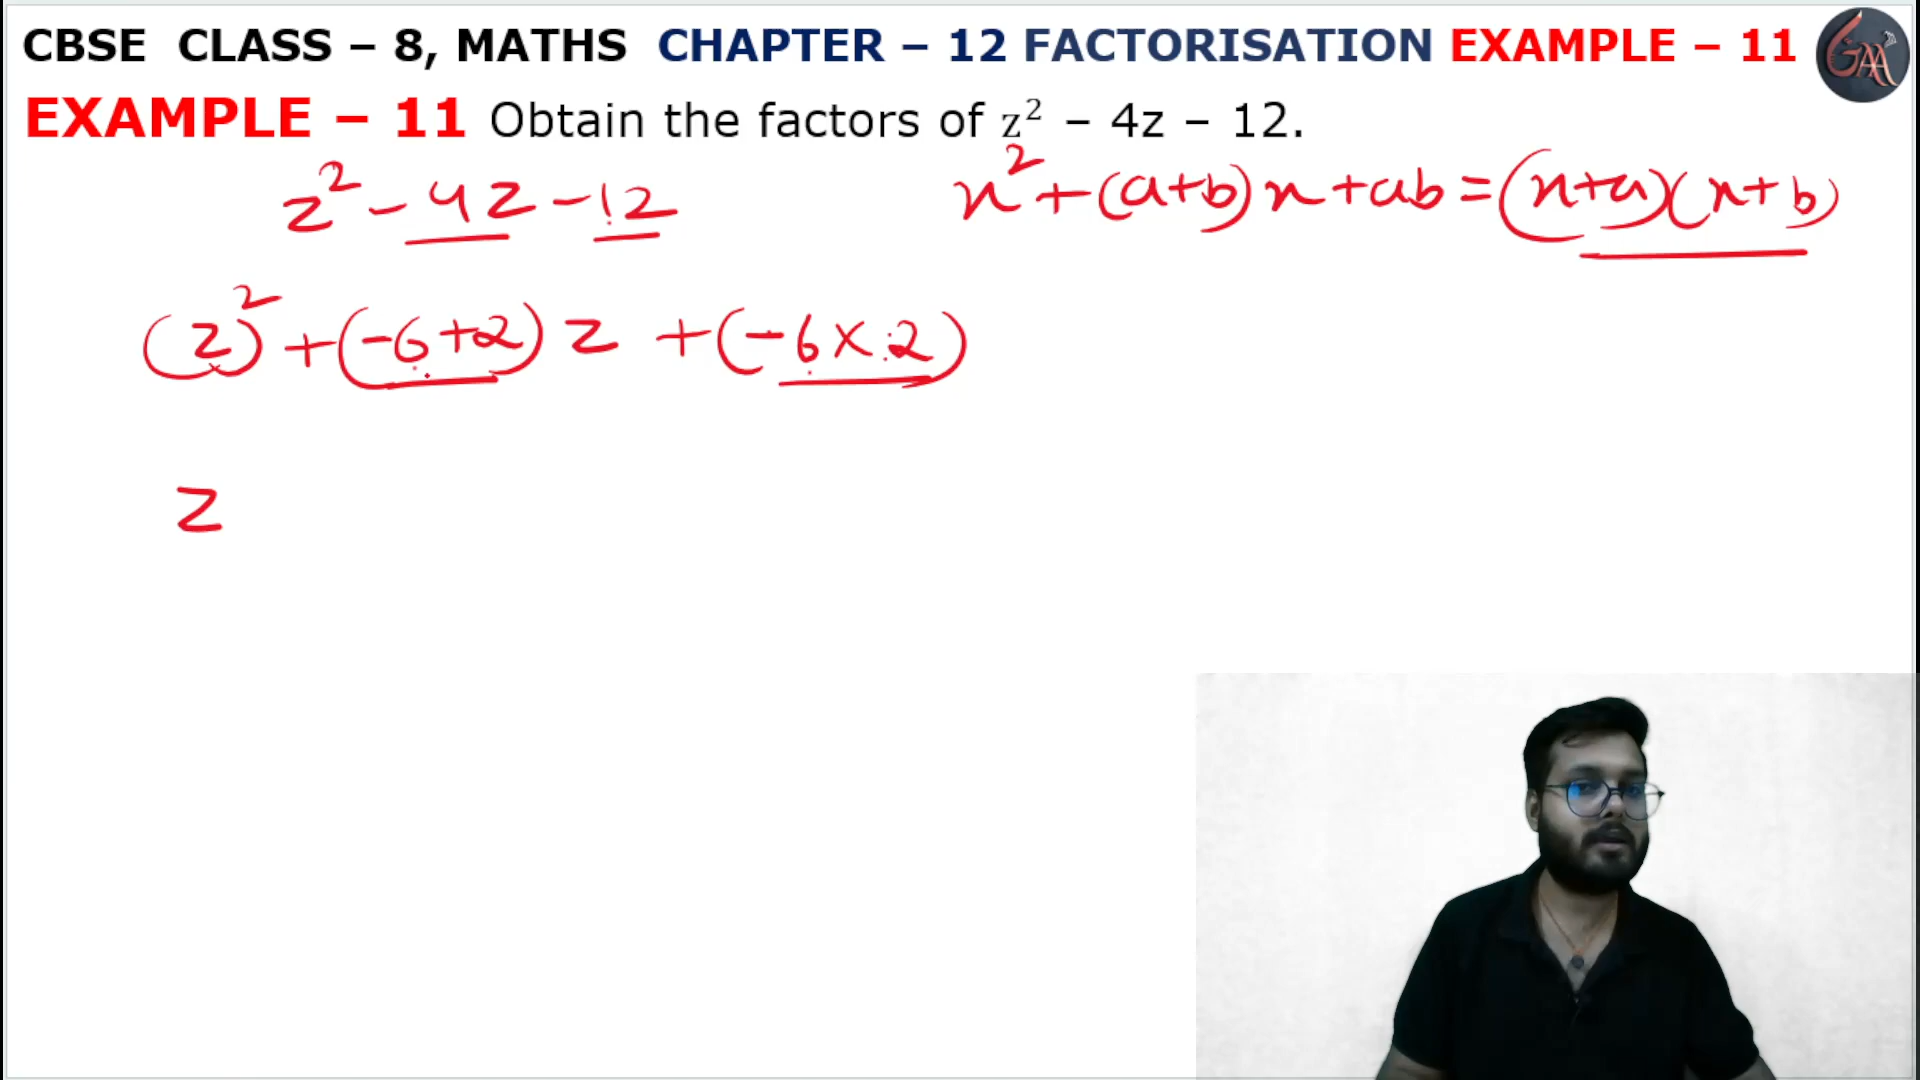 CBSE CLASS – 8, MATHS CHAPTER – 12 FACTORISATION EXAMPLE – 11
EXAMPLE – 11 Obtain the factors of z² – 4z – 12.
z² – 4z – 12
x² + (a+b) x + ab = (x+a)(x+b)
(z)² + (–6+2) z + (–6×2)
z